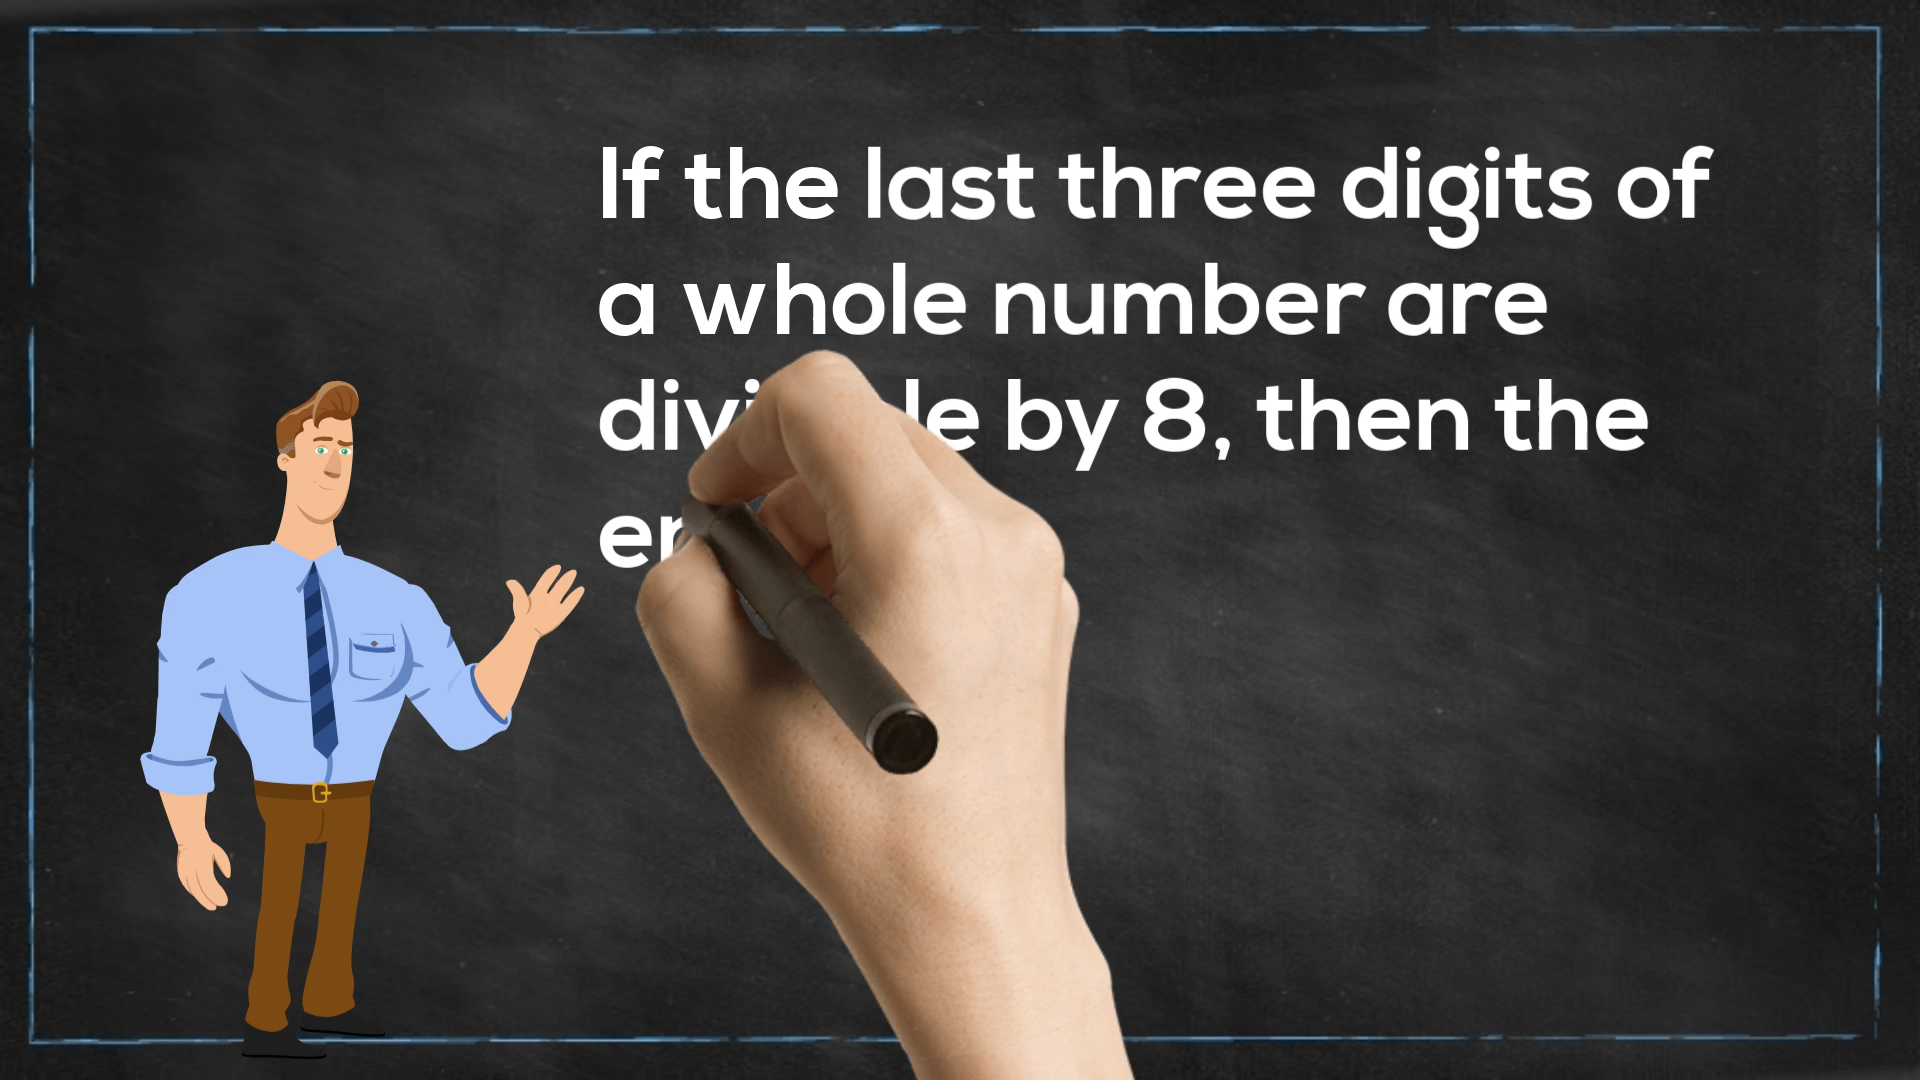 If the last three digits of
a whole number are
by 8, then the